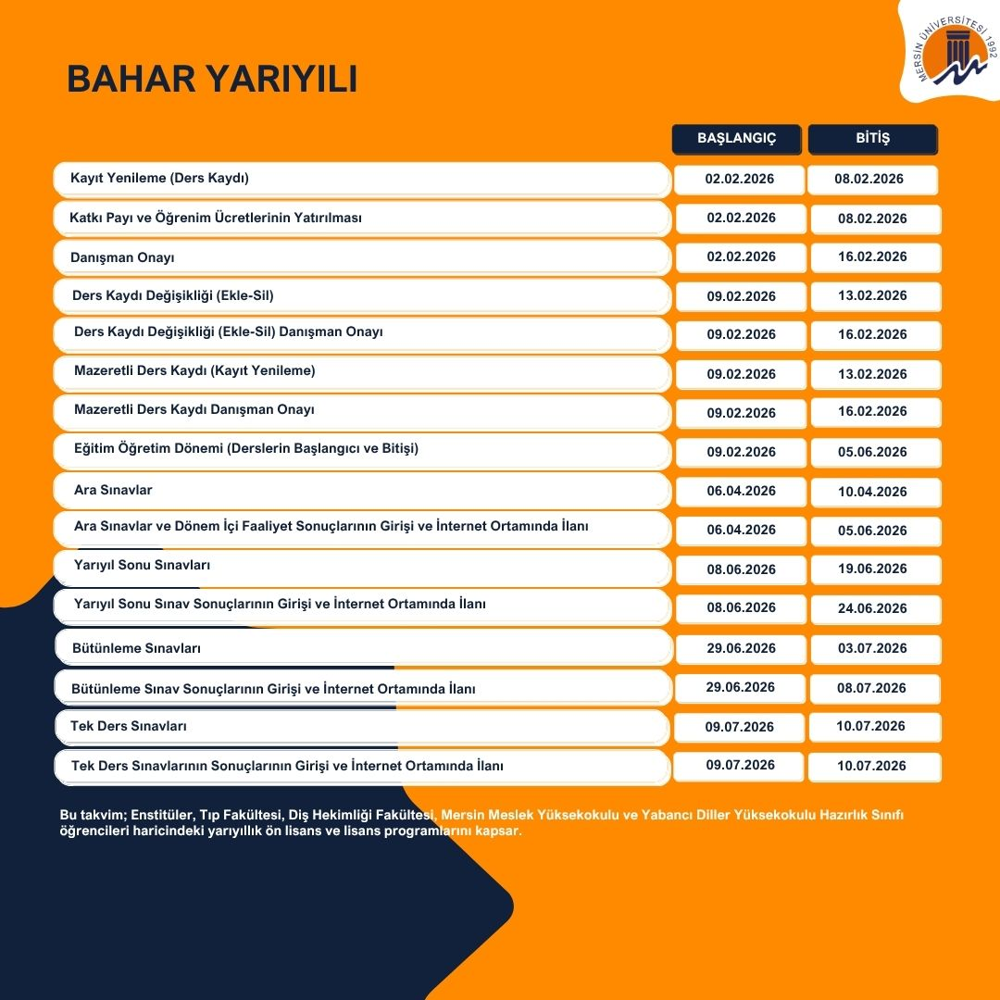 MERSİN ÜNİVERSİTESİ 1992
BAHAR YARIYILI
BAŞLANGIÇ BİTİŞ
Kayıt Yenileme (Ders Kaydı) 02.02.2026 08.02.2026
Katkı Payı ve Öğrenim Ücretlerinin Yatırılması 02.02.2026 08.02.2026
Danışman Onayı 02.02.2026 16.02.2026
Ders Kaydı Değişikliği (Ekle-Sil) 09.02.2026 13.02.2026
Ders Kaydı Değişikliği (Ekle-Sil) Danışman Onayı 09.02.2026 16.02.2026
Mazeretli Ders Kaydı (Kayıt Yenileme) 09.02.2026 13.02.2026
Mazeretli Ders Kaydı Danışman Onayı 09.02.2026 16.02.2026
Eğitim Öğretim Dönemi (Derslerin Başlangıcı ve Bitişi) 09.02.2026 05.06.2026
Ara Sınavlar 06.04.2026 10.04.2026
Ara Sınavlar ve Dönem İçi Faaliyet Sonuçlarının Girişi ve İnternet Ortamında İlanı 06.04.2026 05.06.2026
Yarıyıl Sonu Sınavları 08.06.2026 19.06.2026
Yarıyıl Sonu Sınav Sonuçlarının Girişi ve İnternet Ortamında İlanı 08.06.2026 24.06.2026
Bütünleme Sınavları 29.06.2026 03.07.2026
Bütünleme Sınav Sonuçlarının Girişi ve İnternet Ortamında İlanı 29.06.2026 08.07.2026
Tek Ders Sınavları 09.07.2026 10.07.2026
Tek Ders Sınavlarının Sonuçlarının Girişi ve İnternet Ortamında İlanı 09.07.2026 10.07.2026
Bu takvim; Enstitüler, Tıp Fakültesi, Diş Hekimliği Fakültesi, Mersin Meslek Yüksekokulu ve Yabancı Diller Yüksekokulu Hazırlık Sınıfı
öğrencileri haricindeki yarıyıllık ön lisans ve lisans programlarını kapsar.